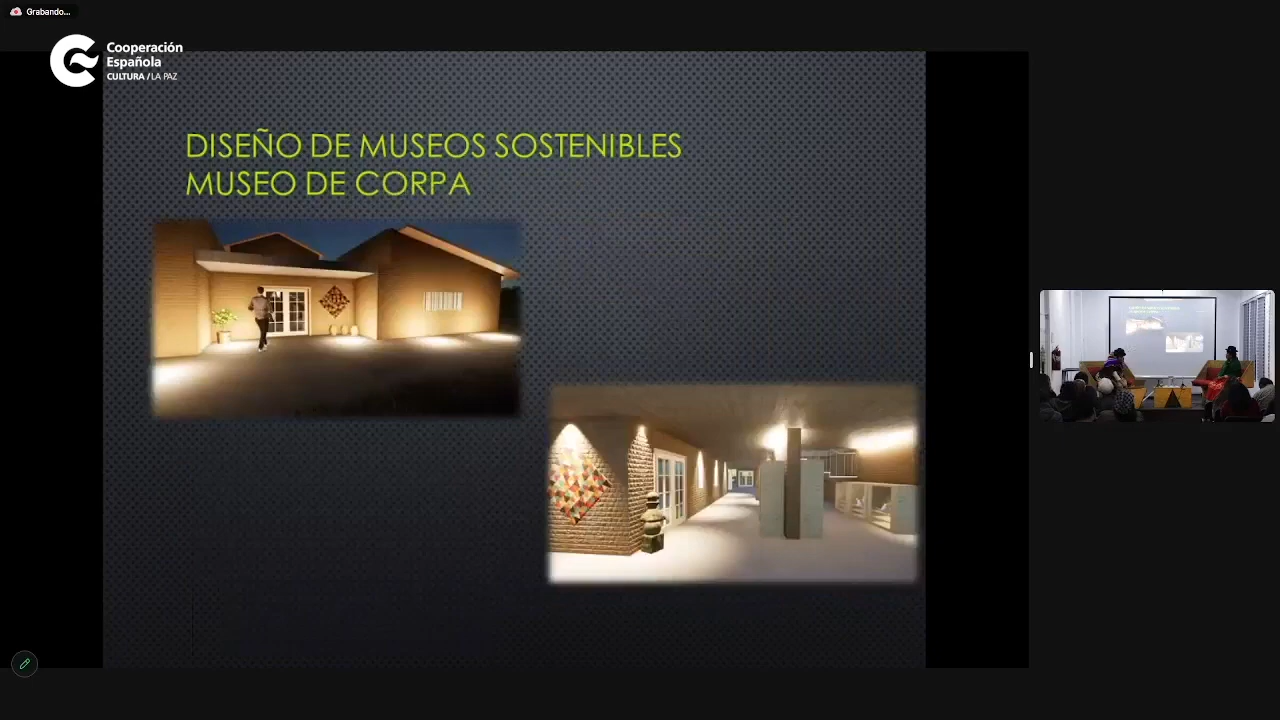 Grabando...
Cooperación
Española
CULTURA / LA PAZ
DISEÑO DE MUSEOS SOSTENIBLES
MUSEO DE CORPA